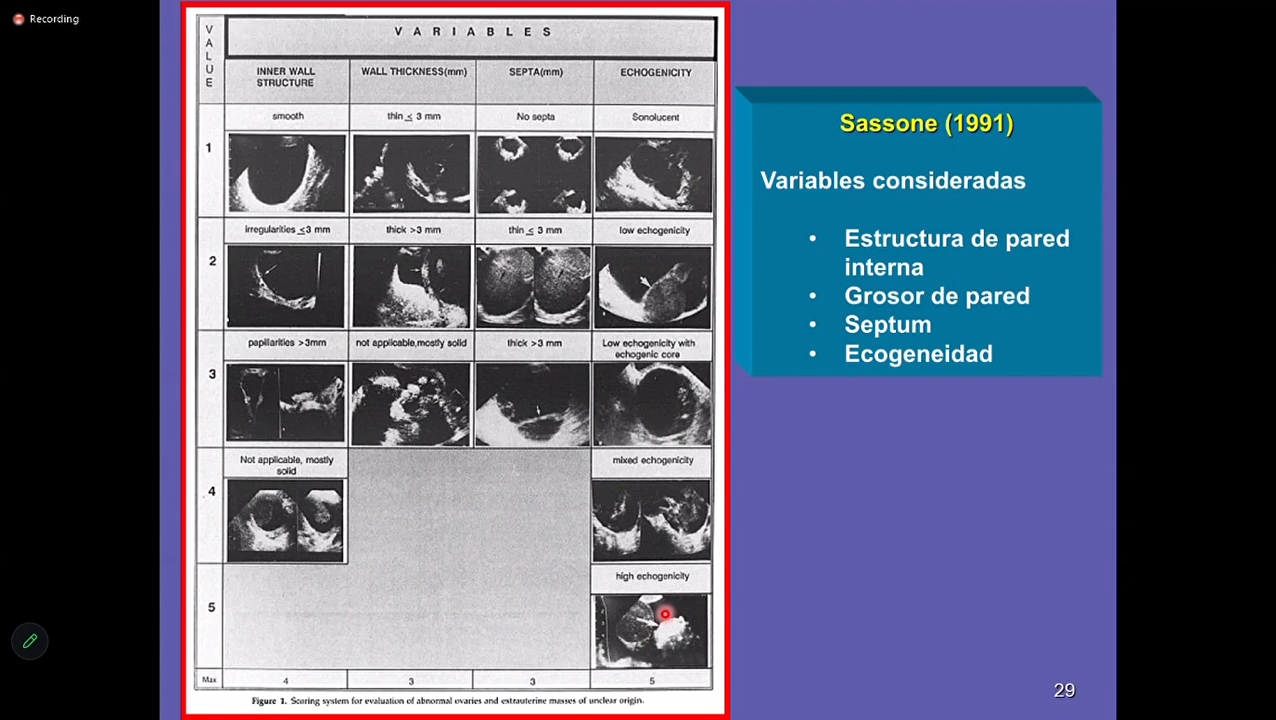 Recording
VALUE
VARIABLES
INNER WALL
STRUCTURE
WALL THICKNESS(mm)
SEPTA(mm)
ECHOGENICITY
smooth
thin ≤ 3 mm
No septa
Sonolucent
1
irregularities ≤3 mm
thick >3 mm
thin ≤ 3 mm
low echogenicity
2
papillarities >3mm
not applicable,mostly solid
thick >3 mm
Low echogenicity with
echogenic core
3
Not applicable, mostly
solid
mixed echogenicity
4
high echogenicity
5
Max
4
3
3
5
Figure 1. Scoring system for evaluation of abnormal ovaries and extrauterine masses of unclear origin.
Sassone (1991)
Variables consideradas
• Estructura de pared
interna
• Grosor de pared
• Septum
• Ecogeneidad
29